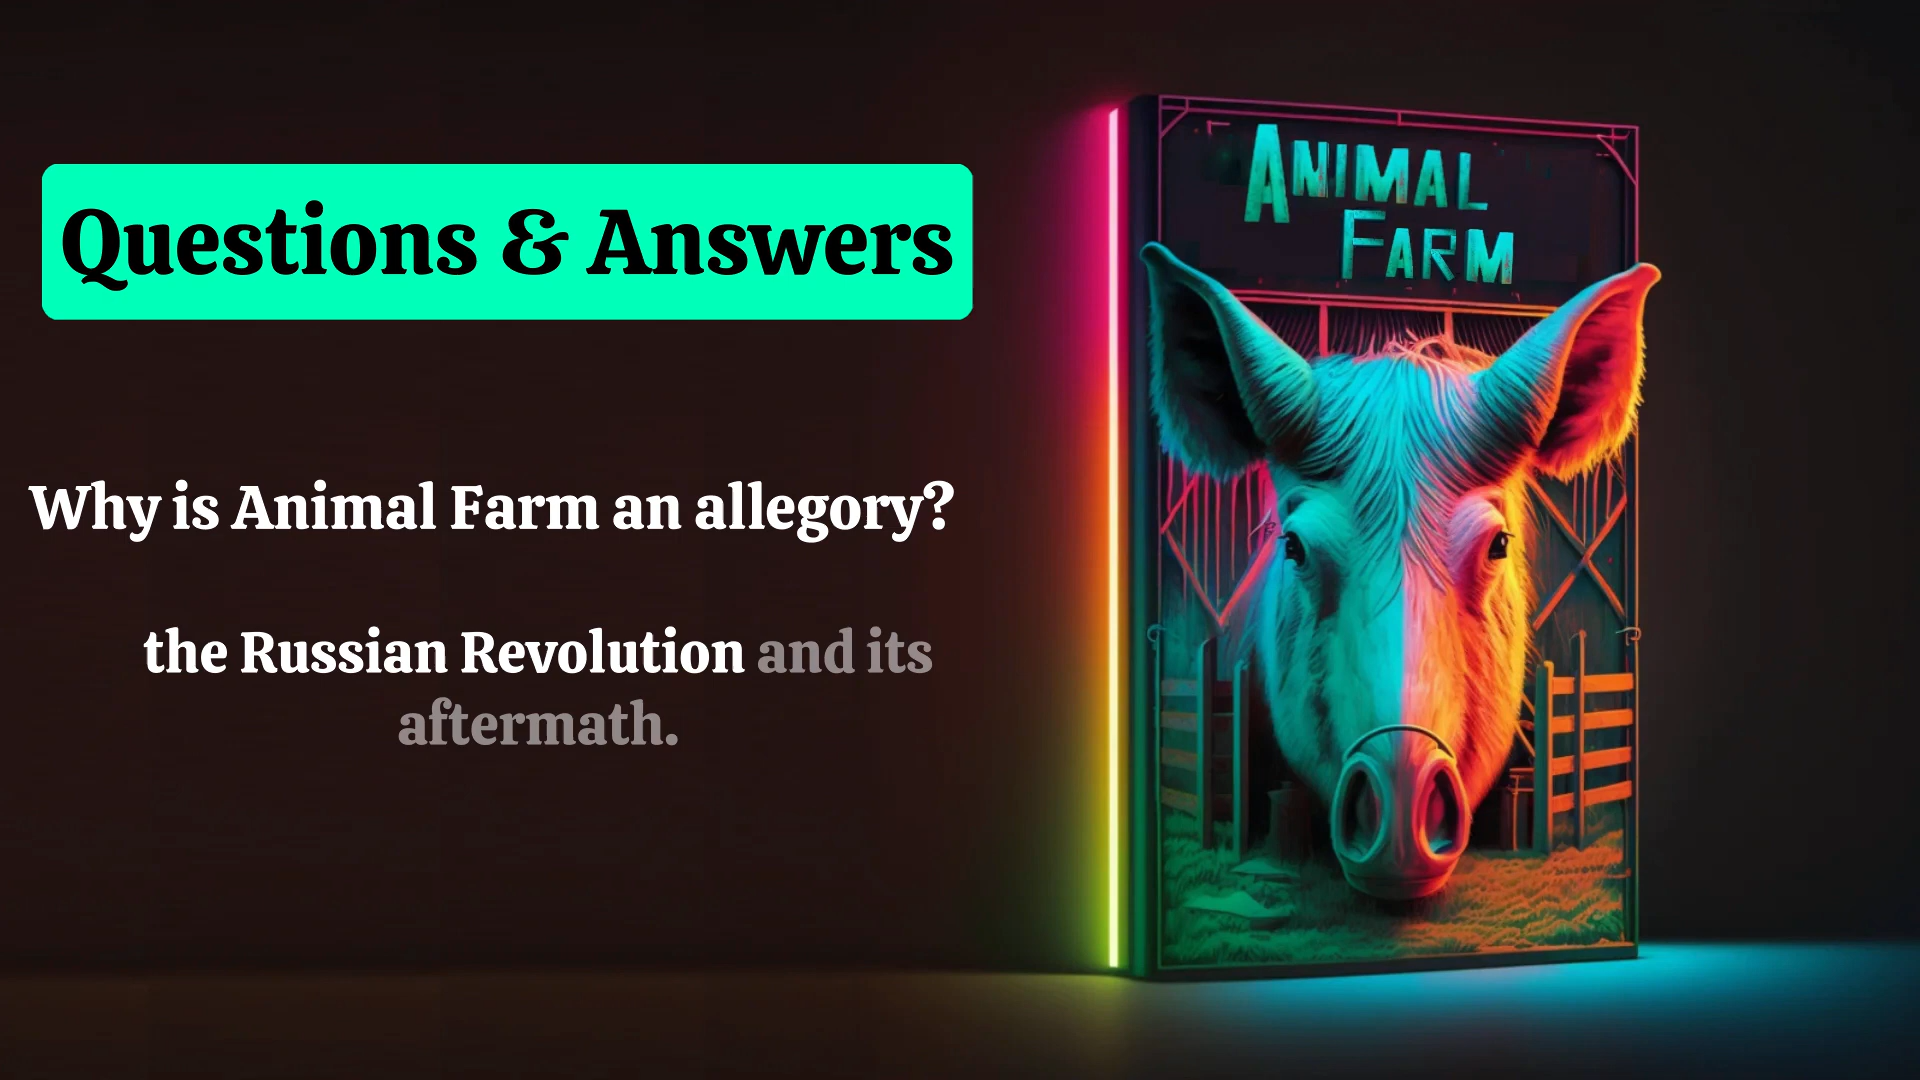 Questions & Answers
Why is Animal Farm an allegory?
the Russian Revolution and its
aftermath.
ANIMAL
FARM